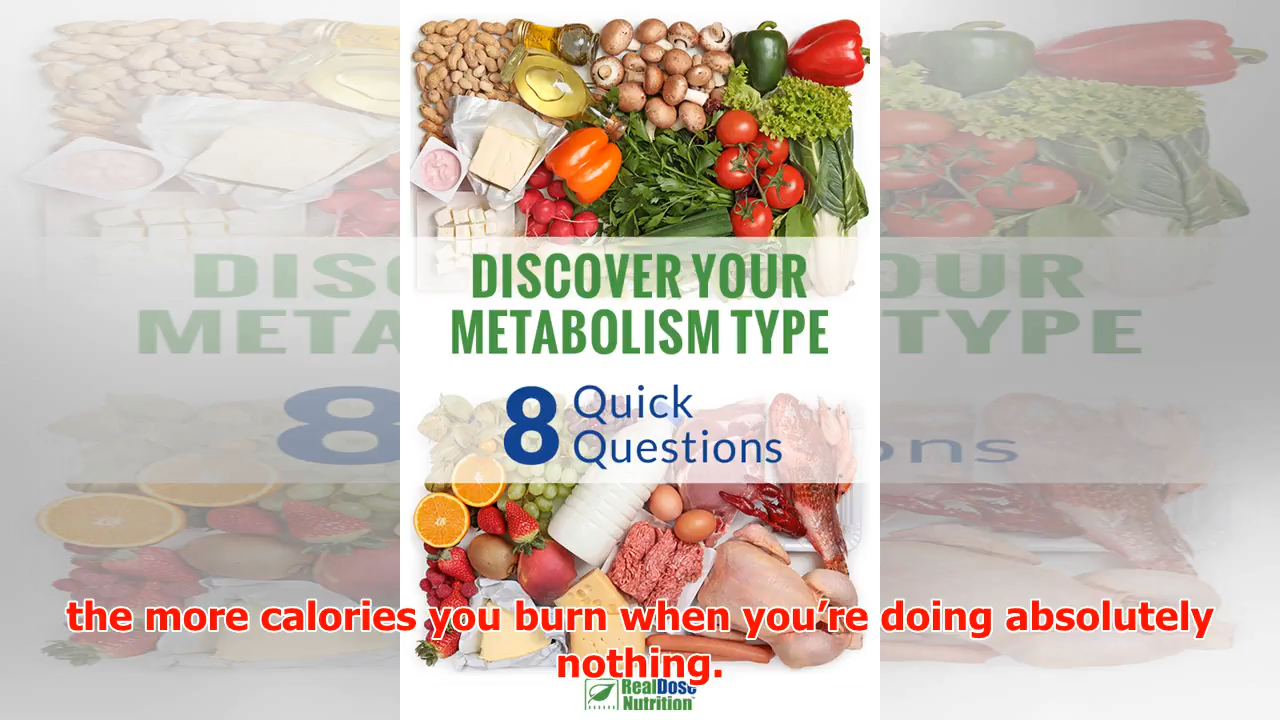 DISCOVER YOUR
METABOLISM TYPE
8 Quick
Questions
the more calories you burn when you’re doing absolutely
nothing.
RealDose
Nutrition™